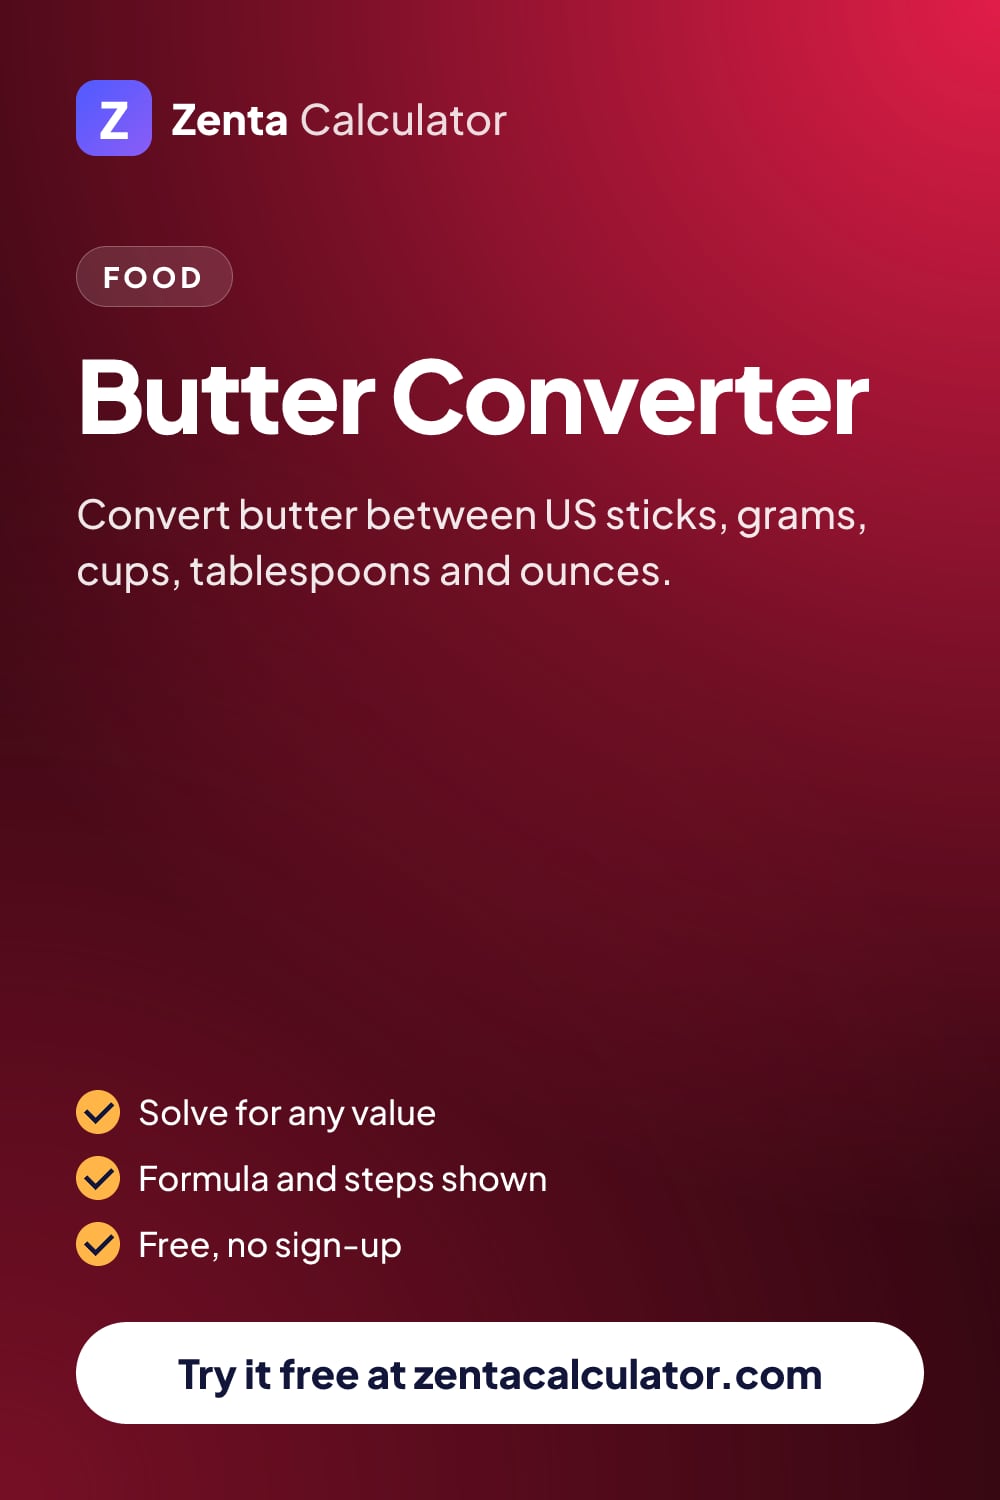 Z
Zenta Calculator
FOOD
Butter Converter
Convert butter between US sticks, grams,
cups, tablespoons and ounces.
Solve for any value
Formula and steps shown
Free, no sign-up
Try it free at zentacalculator.com